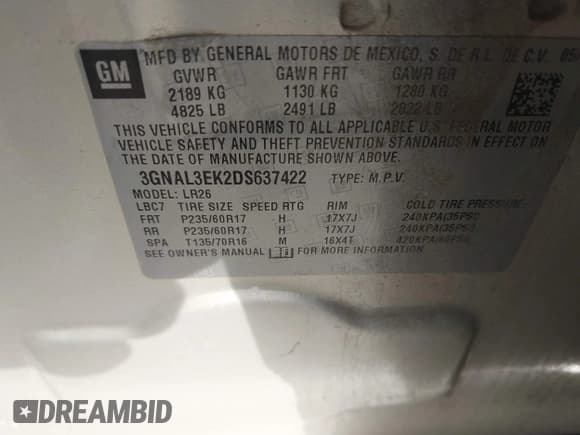 GM
MFD BY GENERAL MOTORS DE MEXICO, S. DE R.L. DE C.V.
GVWR GAWR FRT GAWR RR
2189 KG 1130 KG 1280 KG
4825 LB 2491 LB 2822 LB
THIS VEHICLE CONFORMS TO ALL APPLICABLE U.S. FEDERAL MOTOR
VEHICLE SAFETY AND THEFT PREVENTION STANDARDS IN EFFECT ON
THE DATE OF MANUFACTURE SHOWN ABOVE.
3GNAL3EK2DS637422 TYPE: M.P.V.
MODEL: LR26
LBC7 TIRE SIZE SPEED RTG RIM COLD TIRE PRESSURE
FRT P235/60R17 H 17X7J 240KPA(35PSI)
RR P235/60R17 H 17X7J 240KPA(35PSI)
SPA T135/70R16 M 16X4T 420KPA(60PSI)
SEE OWNER'S MANUAL FOR MORE INFORMATION
DREAMBID